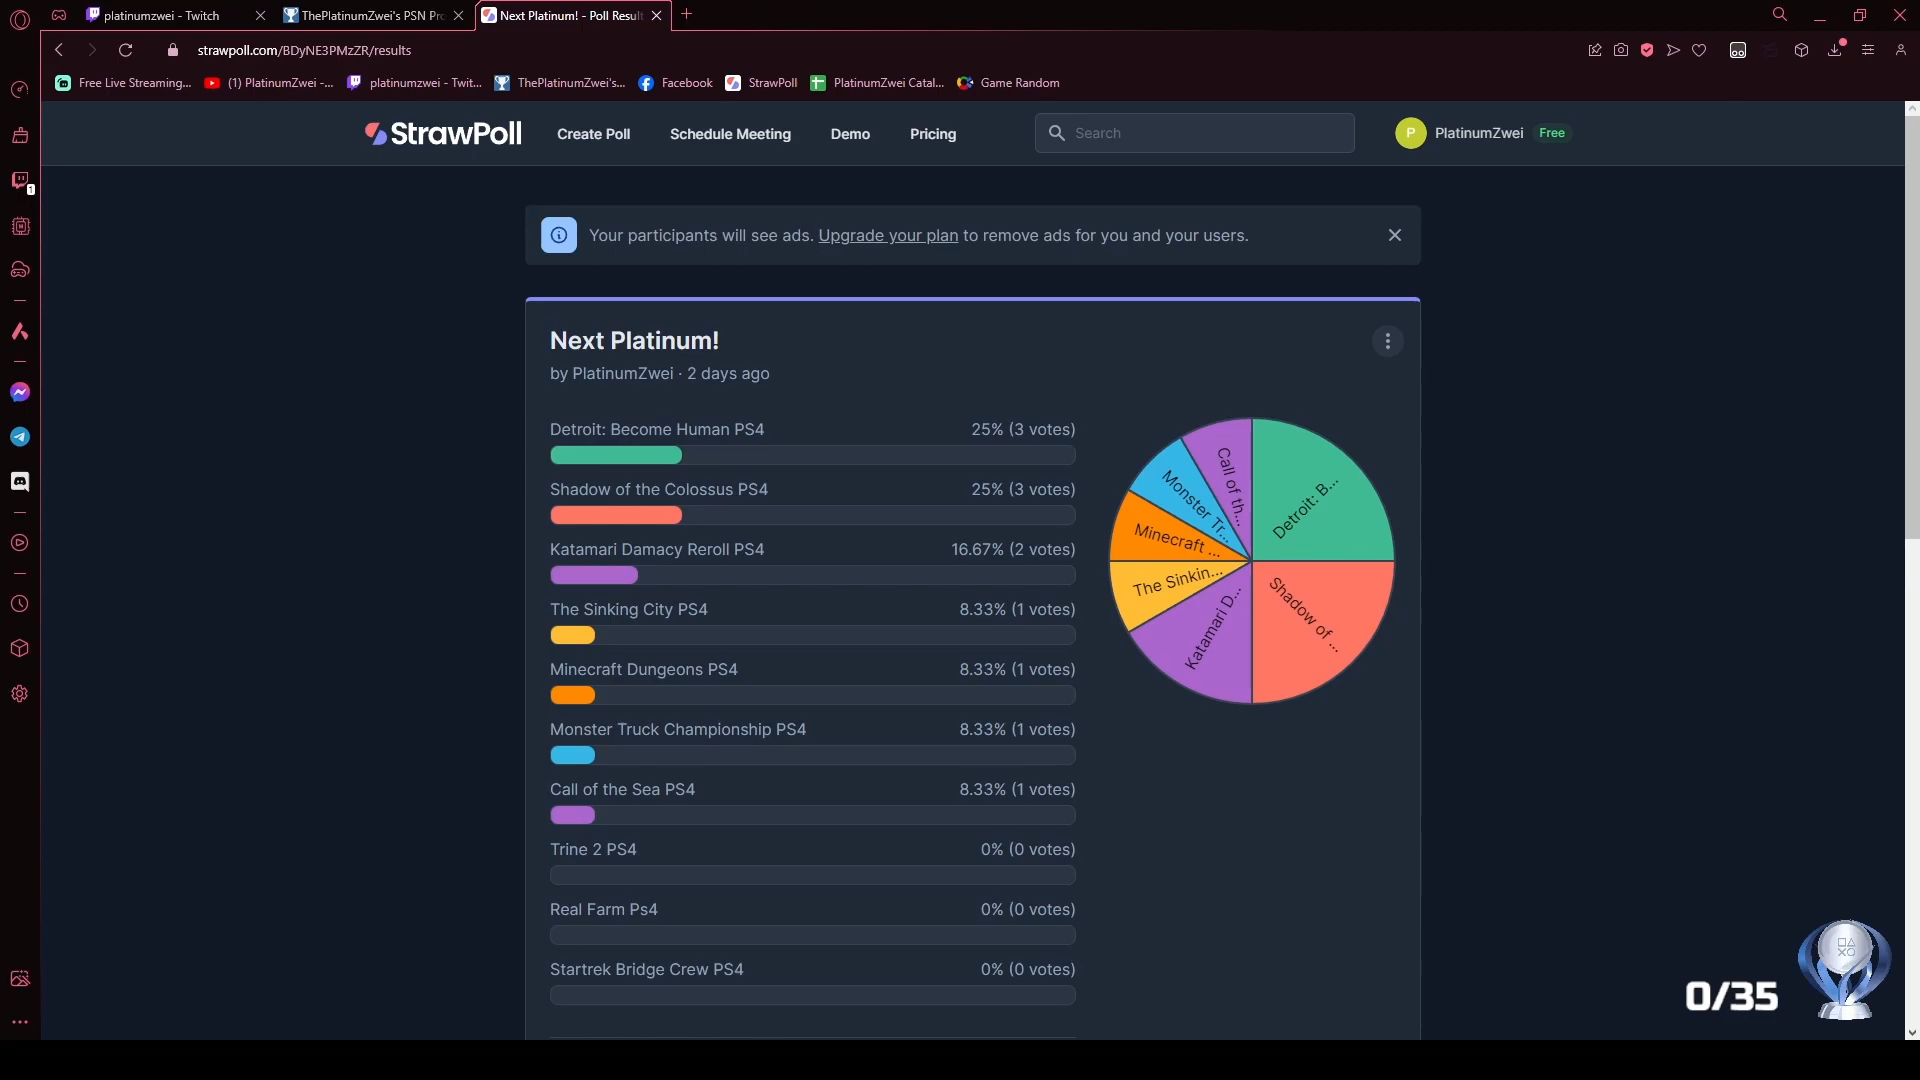 platinumzwei - Twitch
ThePlatinumZwei's PSN Pro
Next Platinum! - Poll Result
strawpoll.com/BDyNE3PMzZR/results
Free Live Streaming...
(1) PlatinumZwei -...
platinumzwei - Twit...
ThePlatinumZwei's...
Facebook
StrawPoll
PlatinumZwei Catal...
Game Random
StrawPoll
Create Poll
Schedule Meeting
Demo
Pricing
Search
P
PlatinumZwei
Free
1
Your participants will see ads. Upgrade your plan to remove ads for you and your users.
Next Platinum!
by PlatinumZwei · 2 days ago
Detroit: Become Human PS4 25% (3 votes)
Shadow of the Colossus PS4 25% (3 votes)
Katamari Damacy Reroll PS4 16.67% (2 votes)
The Sinking City PS4 8.33% (1 votes)
Minecraft Dungeons PS4 8.33% (1 votes)
Monster Truck Championship PS4 8.33% (1 votes)
Call of the Sea PS4 8.33% (1 votes)
Trine 2 PS4 0% (0 votes)
Real Farm Ps4 0% (0 votes)
Startrek Bridge Crew PS4 0% (0 votes)
Detroit: B...
Shadow of ...
Katamari D...
The Sinkin...
Minecraft ...
Monster Tr...
Call of th...
0/35